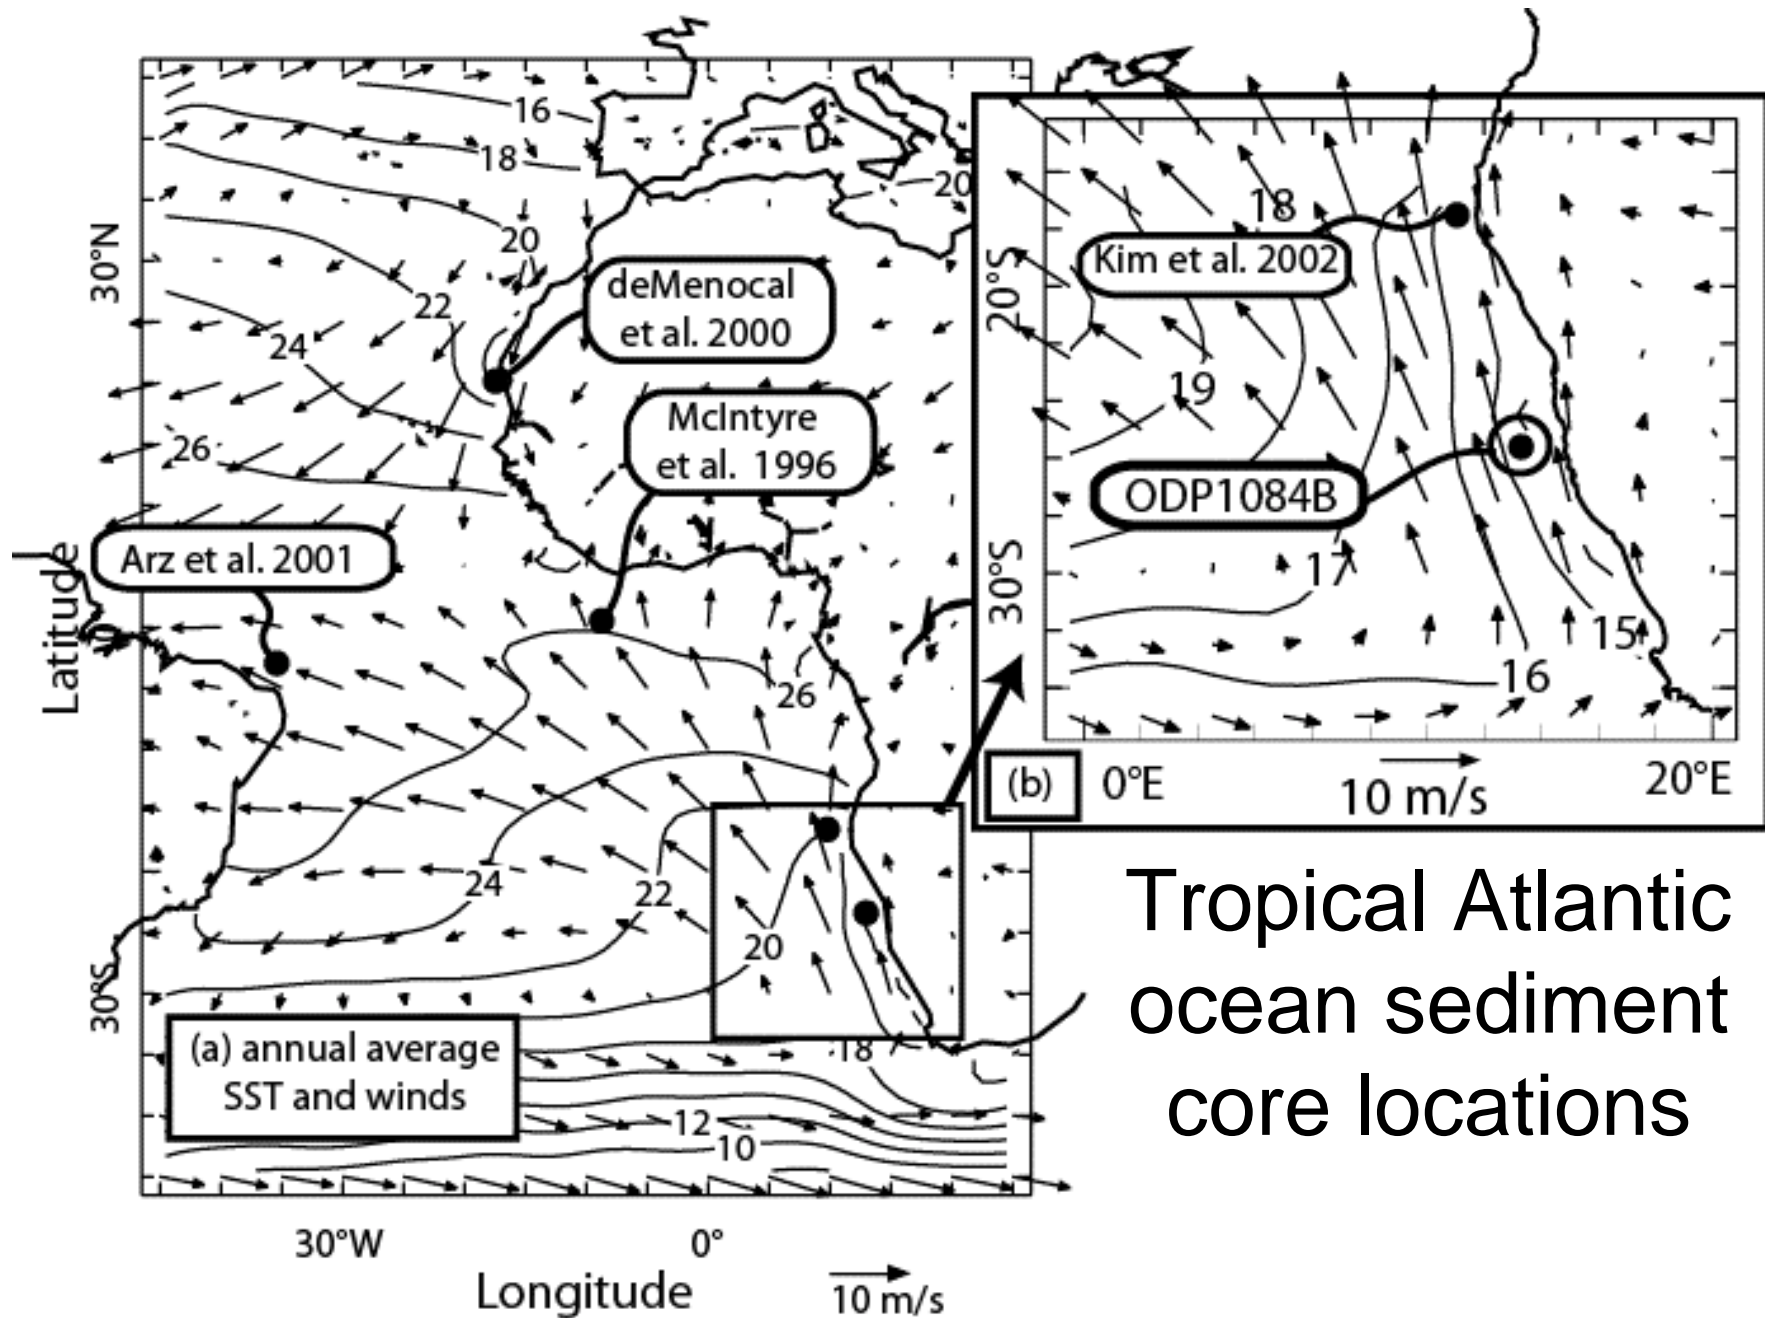 16
18
20
20
22
24
26
30°N
deMenocal
et al. 2000
McIntyre
et al. 1996
Arz et al. 2001
Latitude
26
24
22
20
30°S
18
12
10
(a) annual average
SST and winds
30°W
0°
Longitude
10 m/s
18
Kim et al. 2002
20°S
19
ODP1084B
17
30°S
15
16
(b)
0°E
20°E
10 m/s
Tropical Atlantic
ocean sediment
core locations